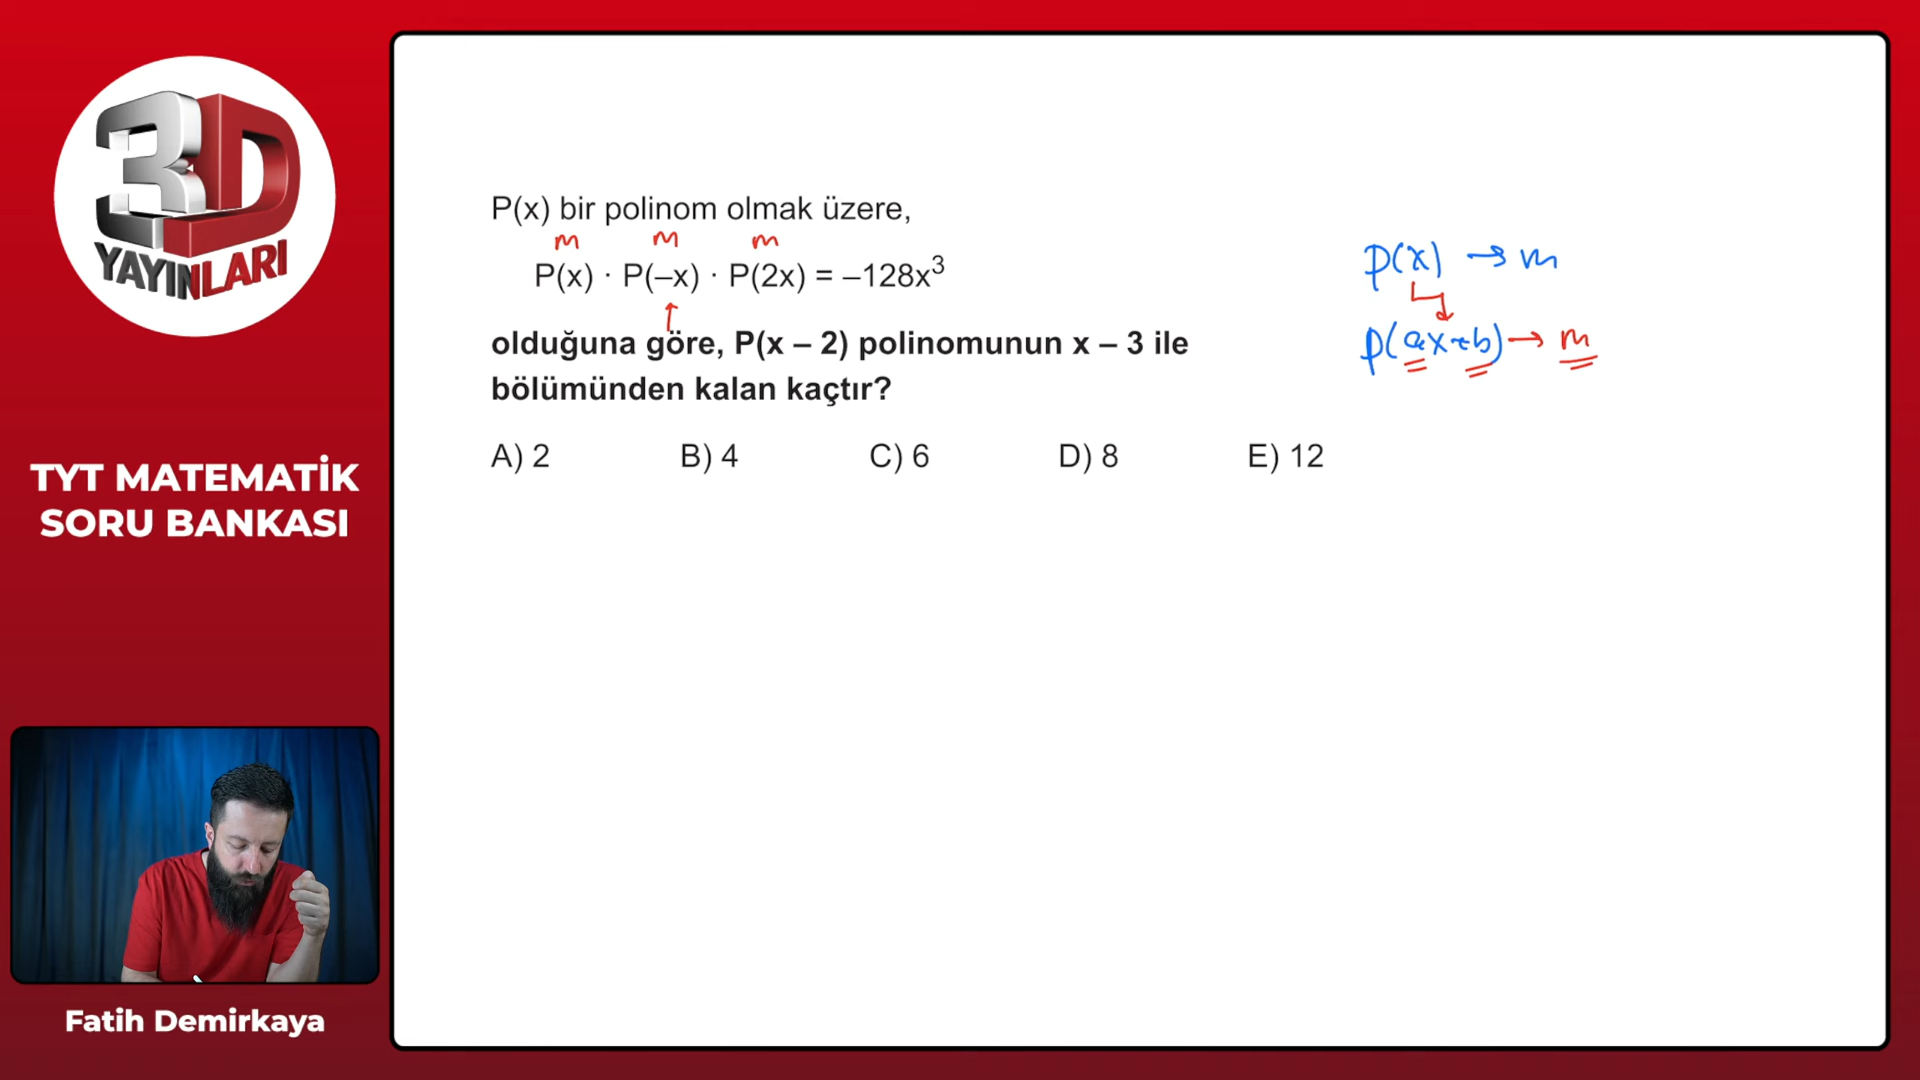 3D
YAYINLARI
TYT MATEMATİK
SORU BANKASI
Fatih Demirkaya
P(x) bir polinom olmak üzere,
m m m
P(x) · P(–x) · P(2x) = –128x³
olduğuna göre, P(x – 2) polinomunun x – 3 ile
bölümünden kalan kaçtır?
A) 2 B) 4 C) 6 D) 8 E) 12
P(x) → m
P(ax+b) → m